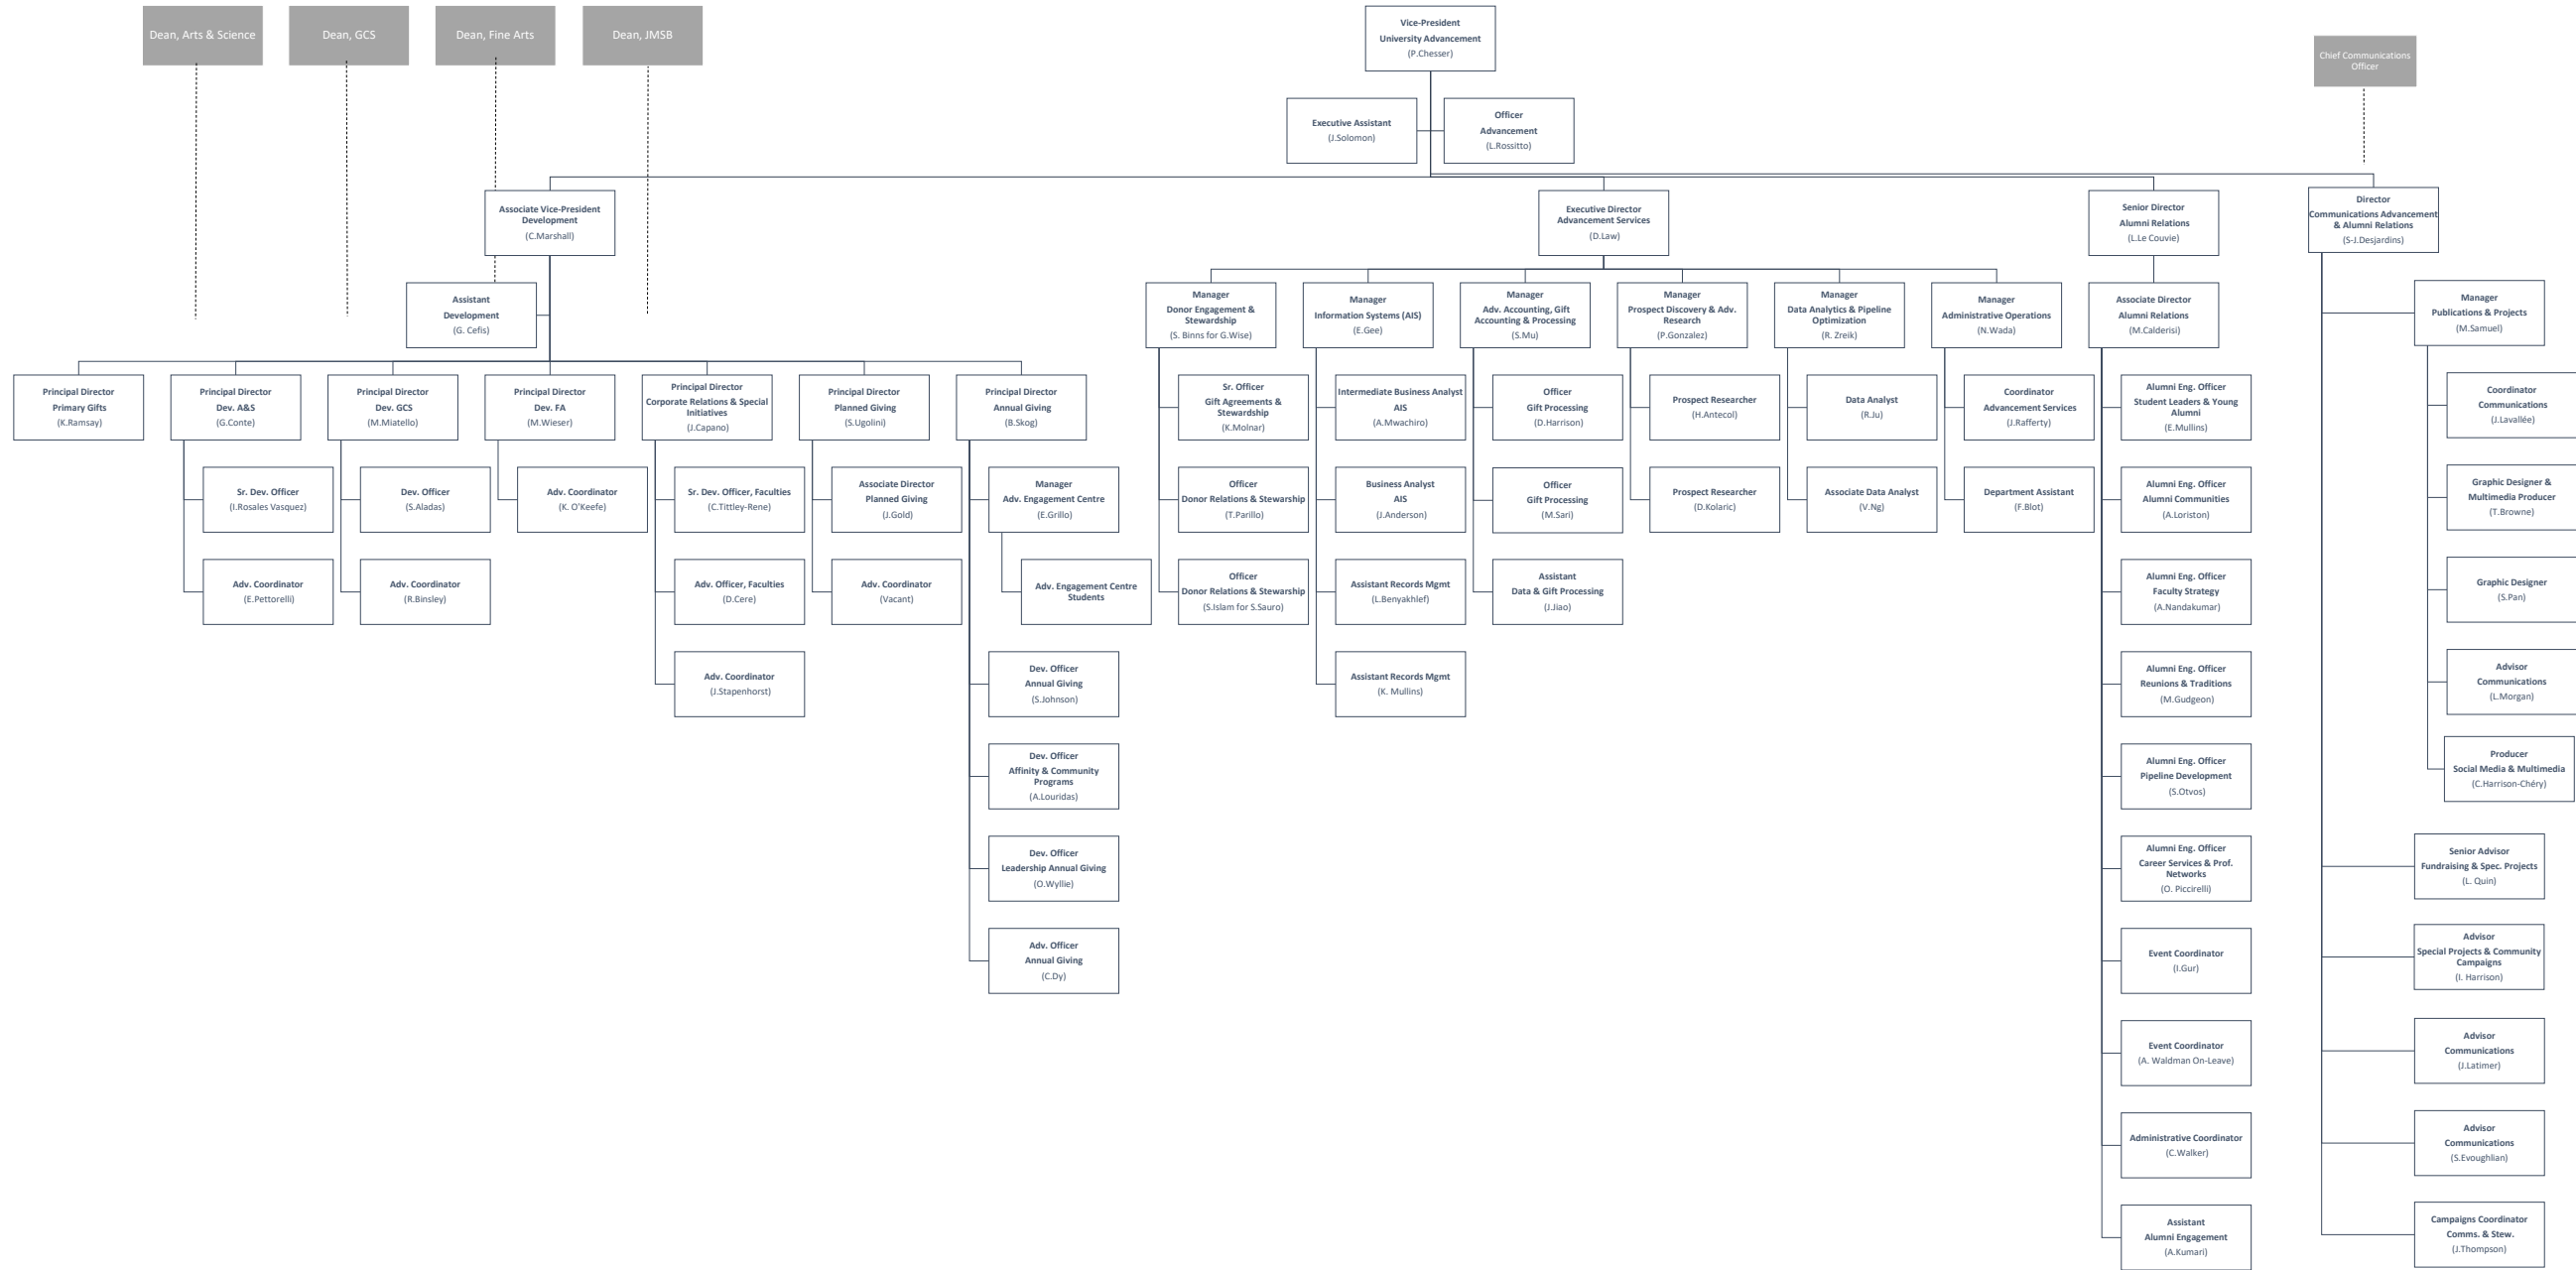 Dean, Arts & Science
Dean, GCS
Dean, Fine Arts
Dean, JMSB
Vice-President
University Advancement
(P.Chesser)
Chief Communications
Officer
Executive Assistant
(J.Solomon)
Officer
Advancement
(L.Rossitto)
Associate Vice-President
Development
(C.Marshall)
Executive Director
Advancement Services
(D.Law)
Senior Director
Alumni Relations
(L.Le Couvie)
Director
Communications Advancement
& Alumni Relations
(S-J.Desjardins)
Assistant
Development
(G. Cefis)
Manager
Donor Engagement &
Stewardship
(S. Binns for G.Wise)
Manager
Information Systems (AIS)
(E.Gee)
Manager
Adv. Accounting, Gift
Accounting & Processing
(S.Mu)
Manager
Prospect Discovery & Adv.
Research
(P.Gonzalez)
Manager
Data Analytics & Pipeline
Optimization
(R. Zreik)
Manager
Administrative Operations
(N.Wada)
Associate Director
Alumni Relations
(M.Calderisi)
Manager
Publications & Projects
(M.Samuel)
Principal Director
Primary Gifts
(K.Ramsay)
Principal Director
Dev. A&S
(G.Conte)
Principal Director
Dev. GCS
(M.Miatello)
Principal Director
Dev. FA
(M.Wieser)
Principal Director
Corporate Relations & Special
Initiatives
(J.Capano)
Principal Director
Planned Giving
(S.Ugolini)
Principal Director
Annual Giving
(B.Skog)
Sr. Officer
Gift Agreements &
Stewardship
(K.Molnar)
Intermediate Business Analyst
AIS
(A.Mwachiro)
Officer
Gift Processing
(D.Harrison)
Prospect Researcher
(H.Antecol)
Data Analyst
(R.Ju)
Coordinator
Advancement Services
(J.Rafferty)
Alumni Eng. Officer
Student Leaders & Young
Alumni
(E.Mullins)
Coordinator
Communications
(J.Lavallée)
Sr. Dev. Officer
(I.Rosales Vasquez)
Dev. Officer
(S.Aladas)
Adv. Coordinator
(K. O'Keefe)
Sr. Dev. Officer, Faculties
(C.Tittley-Rene)
Associate Director
Planned Giving
(J.Gold)
Manager
Adv. Engagement Centre
(E.Grillo)
Officer
Donor Relations & Stewarship
(T.Parillo)
Business Analyst
AIS
(J.Anderson)
Officer
Gift Processing
(M.Sari)
Prospect Researcher
(D.Kolaric)
Associate Data Analyst
(V.Ng)
Department Assistant
(F.Blot)
Alumni Eng. Officer
Alumni Communities
(A.Loriston)
Graphic Designer &
Multimedia Producer
(T.Browne)
Adv. Coordinator
(E.Pettorelli)
Adv. Coordinator
(R.Binsley)
Adv. Officer, Faculties
(D.Cere)
Adv. Coordinator
(Vacant)
Adv. Engagement Centre
Students
Officer
Donor Relations & Stewarship
(S.Islam for S.Sauro)
Assistant Records Mgmt
(L.Benyakhlef)
Assistant
Data & Gift Processing
(J.Jiao)
Alumni Eng. Officer
Faculty Strategy
(A.Nandakumar)
Graphic Designer
(S.Pan)
Adv. Coordinator
(J.Stapenhorst)
Dev. Officer
Annual Giving
(S.Johnson)
Assistant Records Mgmt
(K. Mullins)
Alumni Eng. Officer
Reunions & Traditions
(M.Gudgeon)
Advisor
Communications
(L.Morgan)
Dev. Officer
Affinity & Community
Programs
(A.Louridas)
Alumni Eng. Officer
Pipeline Development
(S.Otvos)
Producer
Social Media & Multimedia
(C.Harrison-Chéry)
Dev. Officer
Leadership Annual Giving
(O.Wyllie)
Alumni Eng. Officer
Career Services & Prof.
Networks
(O. Piccirelli)
Senior Advisor
Fundraising & Spec. Projects
(L. Quin)
Adv. Officer
Annual Giving
(C.Dy)
Event Coordinator
(I.Gur)
Advisor
Special Projects & Community
Campaigns
(I. Harrison)
Event Coordinator
(A. Waldman On-Leave)
Advisor
Communications
(J.Latimer)
Administrative Coordinator
(C.Walker)
Advisor
Communications
(S.Evoughlian)
Assistant
Alumni Engagement
(A.Kumari)
Campaigns Coordinator
Comms. & Stew.
(J.Thompson)